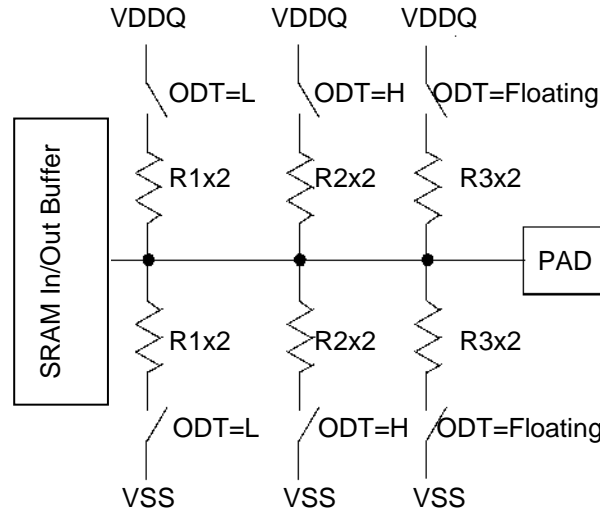 VDDQ VDDQ VDDQ
ODT=L ODT=H ODT=Floating
R1x2 R2x2 R3x2
SRAM In/Out Buffer
PAD
R1x2 R2x2 R3x2
ODT=L ODT=H ODT=Floating
VSS VSS VSS